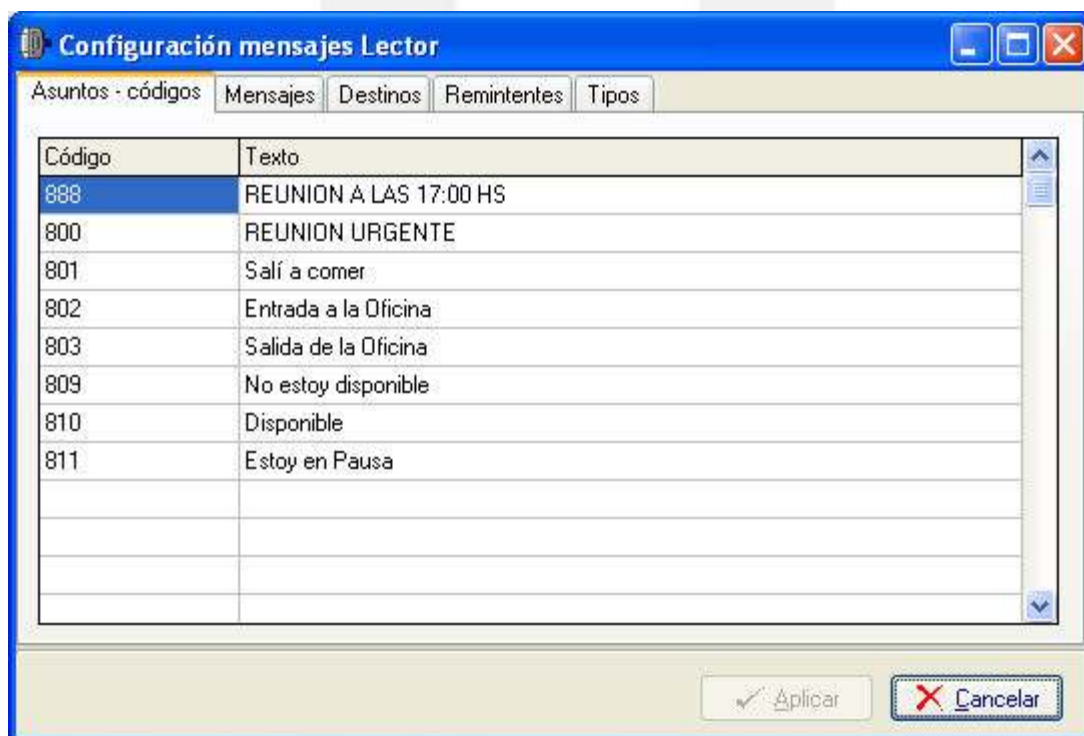 Configuración mensajes Lector
Asuntos - códigos Mensajes Destinos Remintentes Tipos
Código Texto
888 REUNION A LAS 17:00 HS
800 REUNION URGENTE
801 Salí a comer
802 Entrada a la Oficina
803 Salida de la Oficina
809 No estoy disponible
810 Disponible
811 Estoy en Pausa
Aplicar Cancelar